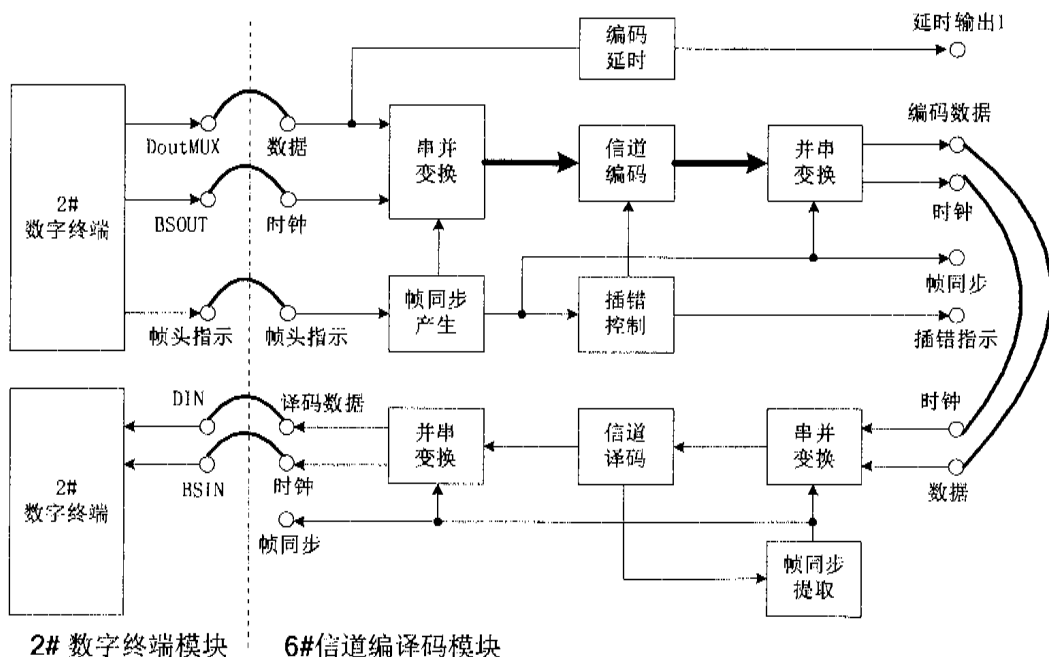 编码
延时
延时输出1
2#
数字终端
DoutMUX
数据
BSOUT
时钟
帧头指示
帧头指示
串并
变换
信道
编码
并串
变换
编码数据
时钟
帧同步
产生
插错
控制
帧同步
插错指示
2#
数字终端
DIN
译码数据
BSIN
时钟
帧同步
并串
变换
信道
译码
串并
变换
时钟
数据
帧同步
提取
2# 数字终端模块
6#信道编译码模块